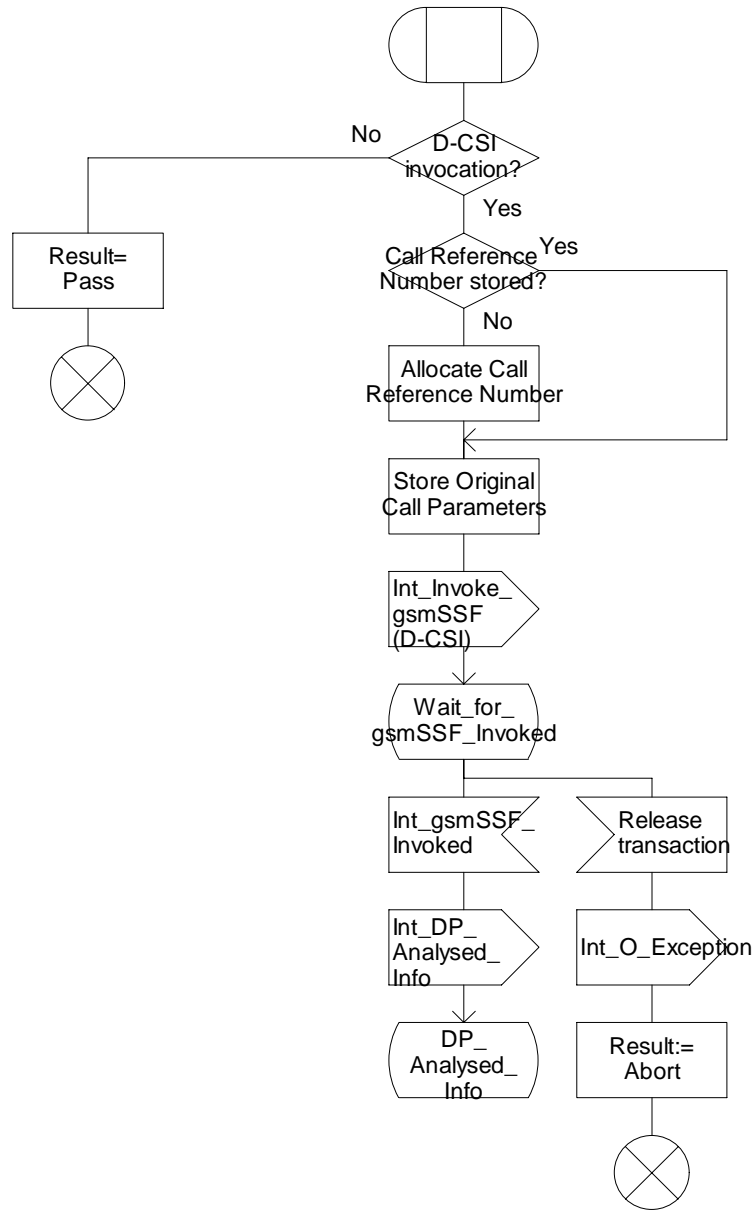 No
D-CSI
invocation?
Yes
Result=
Pass
Call Reference
Number stored?
Yes
No
Allocate Call
Reference Number
Store Original
Call Parameters
Int_Invoke_
gsmSSF
(D-CSI)
Wait_for_
gsmSSF_Invoked
Int_gsmSSF_
Invoked
Release
transaction
Int_DP_
Analysed_
Info
Int_O_Exception
DP_
Analysed_
Info
Result:=
Abort